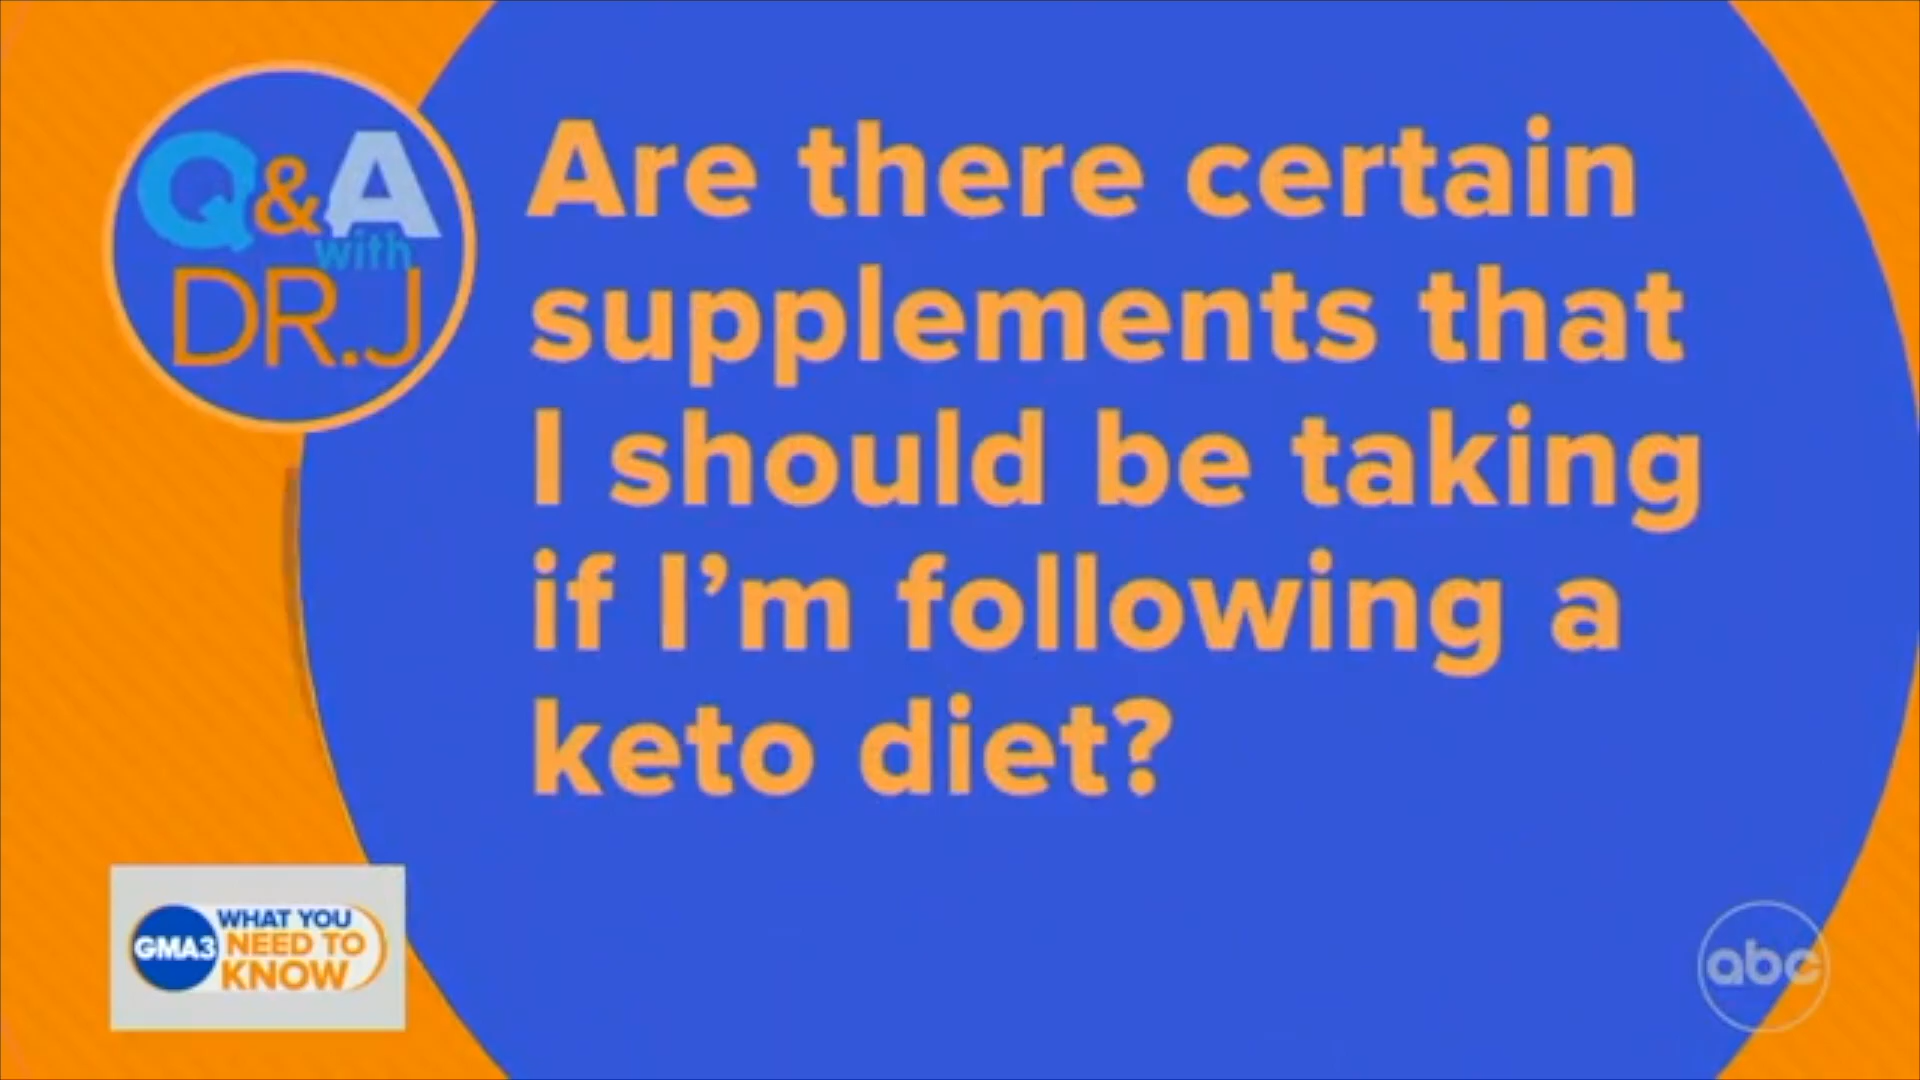 Q&A
with
DR.J
Are there certain
supplements that
I should be taking
if I'm following a
keto diet?
GMA3
WHAT YOU
NEED TO
KNOW
abc